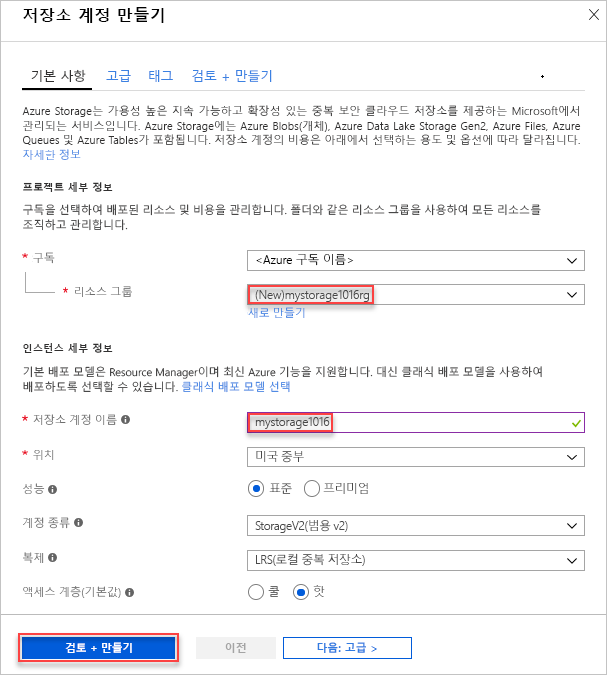 저장소 계정 만들기
기본 사항 고급 태그 검토 + 만들기
Azure Storage는 가용성 높은 지속 가능하고 확장성 있는 중복 보안 클라우드 저장소를 제공하는 Microsoft에서
관리되는 서비스입니다. Azure Storage에는 Azure Blobs(개체), Azure Data Lake Storage Gen2, Azure Files, Azure
Queues 및 Azure Tables가 포함됩니다. 저장소 계정의 비용은 아래에서 선택하는 용도 및 옵션에 따라 달라집니다.
자세한 정보
프로젝트 세부 정보
구독을 선택하여 배포된 리소스 및 비용을 관리합니다. 폴더와 같은 리소스 그룹을 사용하여 모든 리소스를
조직하고 관리합니다.
* 구독 <Azure 구독 이름>
* 리소스 그룹 (New)mystorage1016rg
새로 만들기
인스턴스 세부 정보
기본 배포 모델은 Resource Manager이며 최신 Azure 기능을 지원합니다. 대신 클래식 배포 모델을 사용하여
배포하도록 선택할 수 있습니다. 클래식 배포 모델 선택
* 저장소 계정 이름 mystorage1016
* 위치 미국 중부
성능 표준 프리미엄
계정 종류 StorageV2(범용 v2)
복제 LRS(로컬 중복 저장소)
액세스 계층(기본값) 쿨 핫
검토 + 만들기 이전 다음: 고급 >